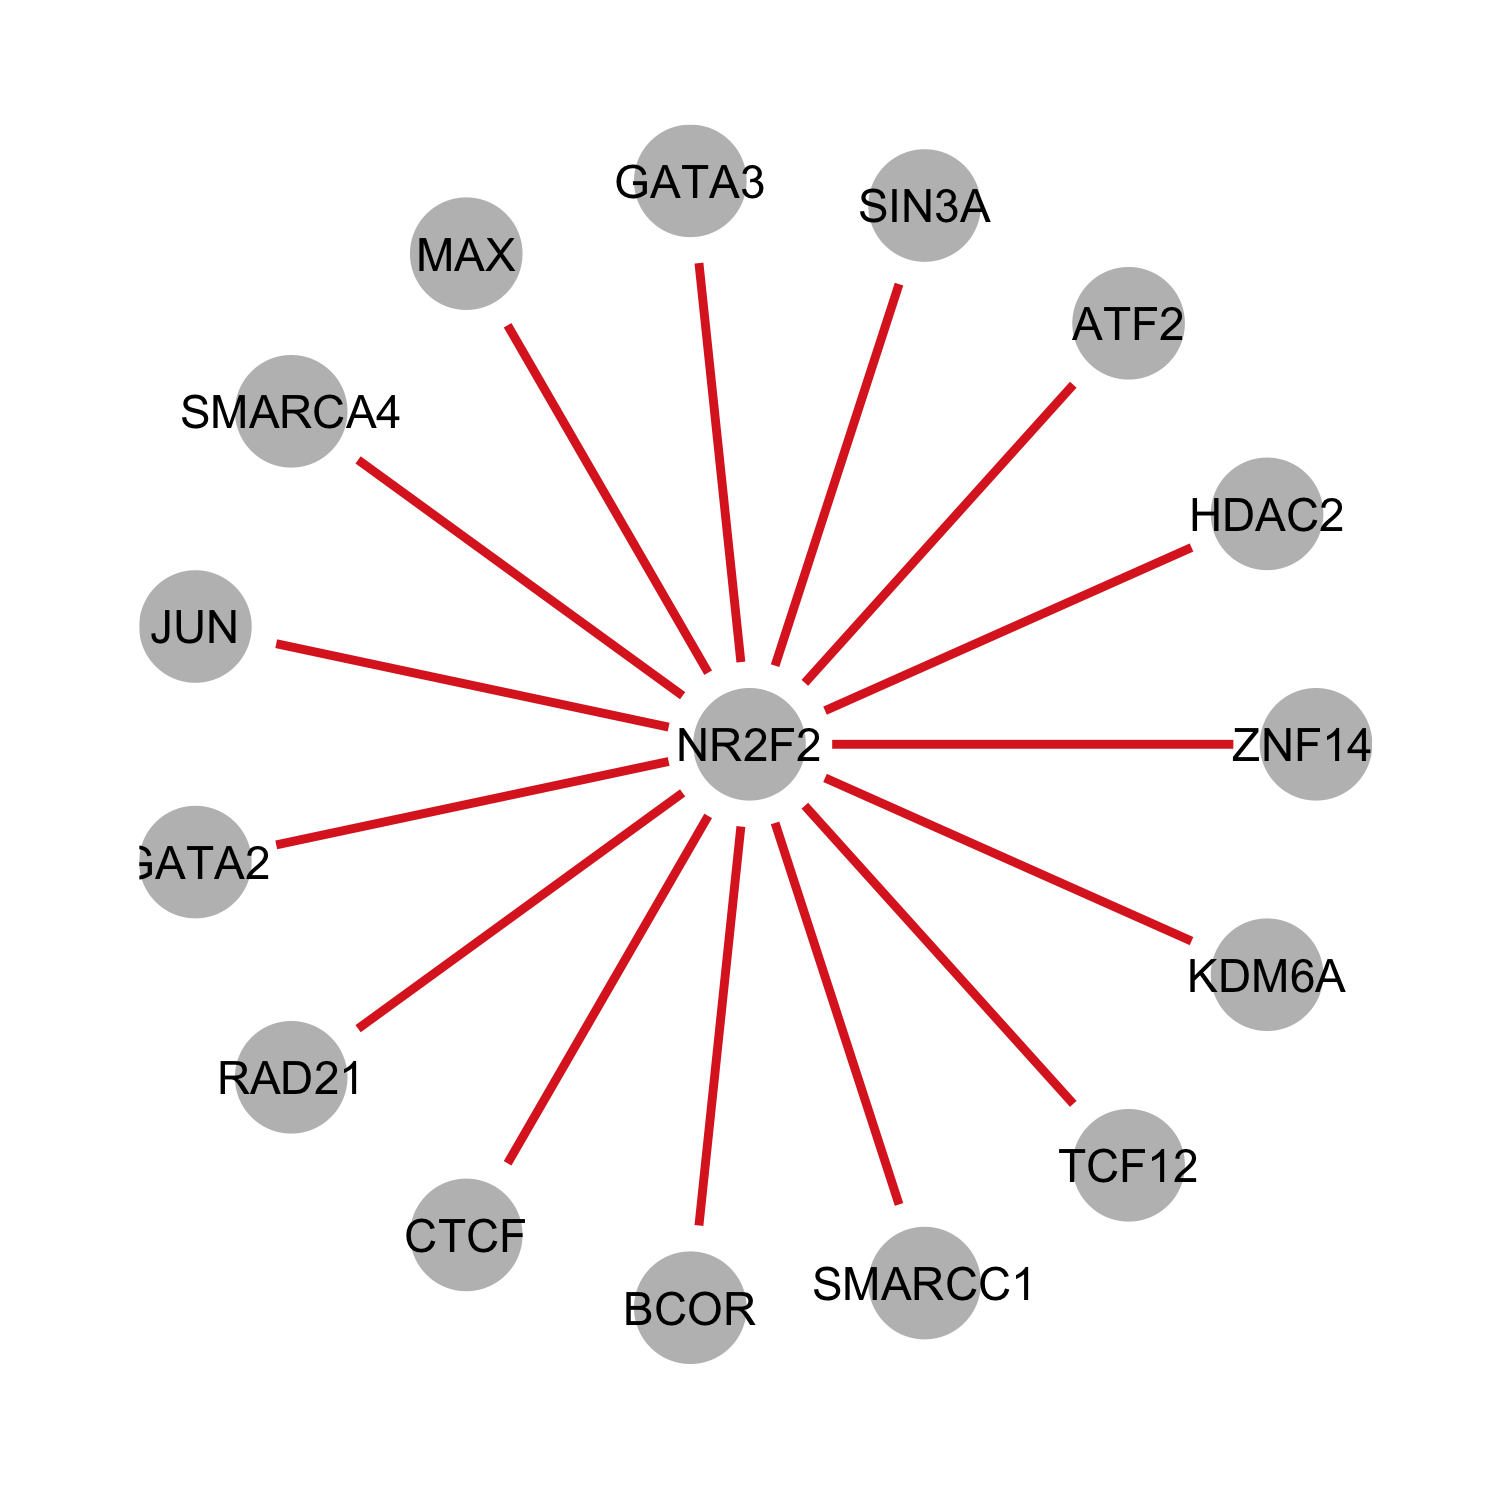 GATA3
SIN3A
MAX
ATF2
SMARCA4
HDAC2
JUN
NR2F2
ZNF14
GATA2
KDM6A
RAD21
TCF12
CTCF
SMARCC1
BCOR